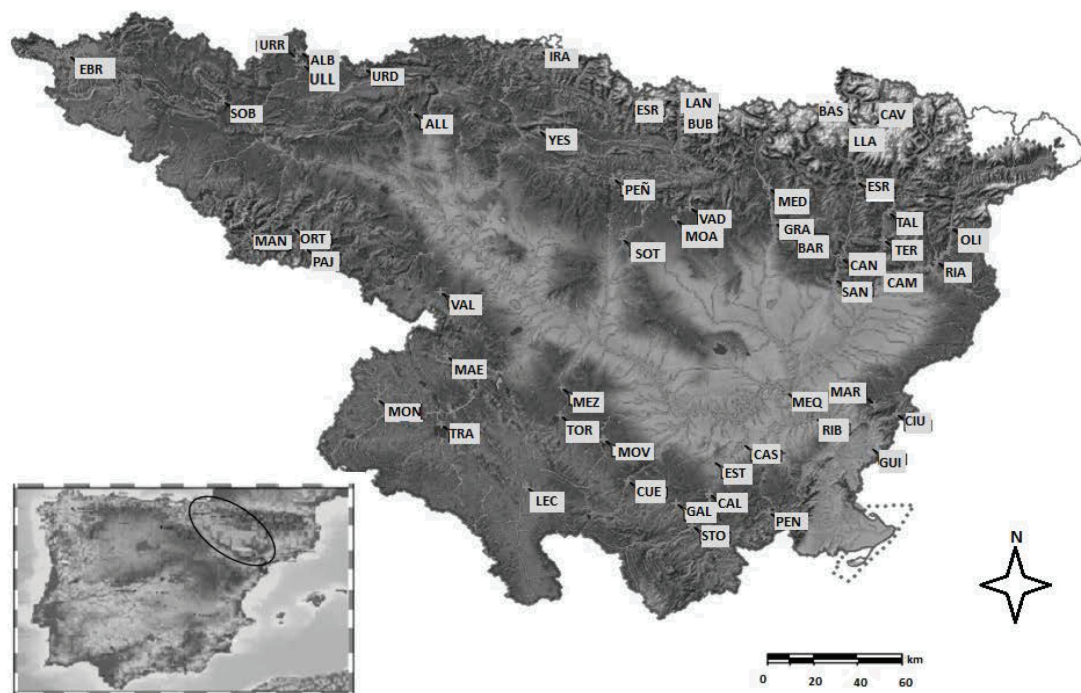 URR
ALB
IRA
EBR
ULL
URD
SOB
ALL
ESR
LAN
BUB
BAS
CAV
YES
LLA
PEÑ
ESR
MED
VAD
MOA
TAL
GRA
BAR
OLI
MAN
ORT
PAJ
SOT
TER
CAN
CAM
RIA
SAN
VAL
MAE
MON
TRA
MEZ
TOR
MOV
MEQ
MAR
RIB
CIU
GUI
CAS
EST
LEC
CUE
GAL
CAL
STO
PEN
N
km
0 20 40 60